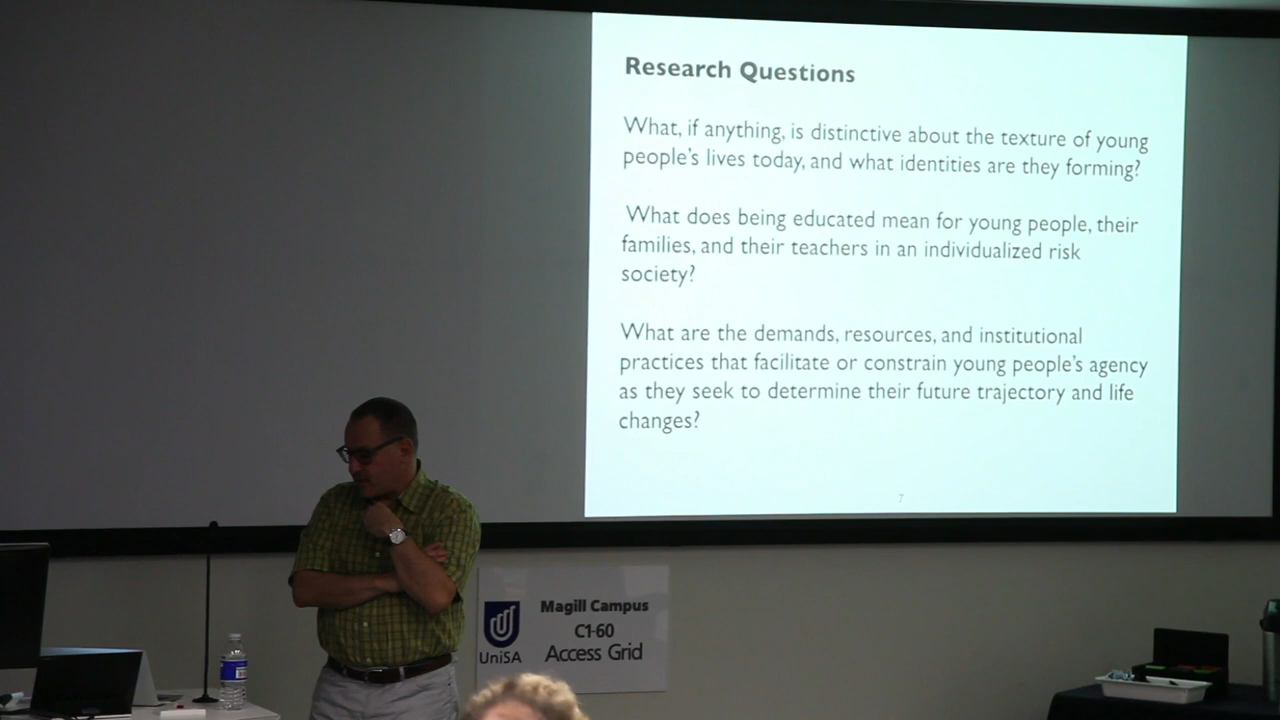 Research Questions
What, if anything, is distinctive about the texture of young
people's lives today, and what identities are they forming?
What does being educated mean for young people, their
families, and their teachers in an individualized risk
society?
What are the demands, resources, and institutional
practices that facilitate or constrain young people's agency
as they seek to determine their future trajectory and life
changes?
7
Magill Campus
C1-60
Access Grid
UniSA